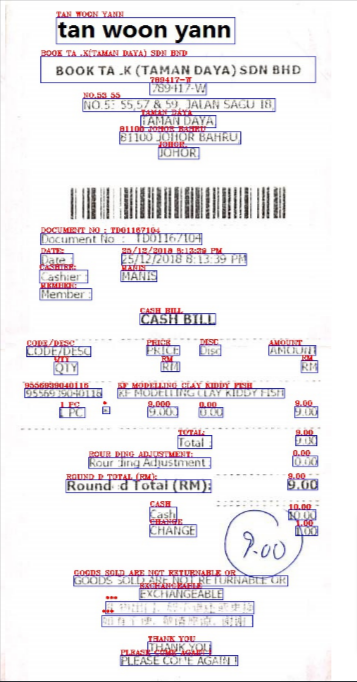 TAN WOON YANN
tan woon yann
BOOK TA .K(TAMAN DAYA) SDN BND
BOOK TA .K (TAMAN DAYA) SDN BHD
789417-W
789417-W
NO.53 55
NO.53 55,57 & 59, JALAN SAGU 18,
TAMAN DAYA
TAMAN DAYA,
81100 JOHOR BAHRU
81100 JOHOR BAHRU,
JOHOR.
JOHOR.
DOCUMENT NO : TD01167104
Document No : TD01167104
DATE: 25/12/2018 8:13:39 PM
Date : 25/12/2018 8:13:39 PM
CASHIER: MANIS
Cashier : MANIS
MEMBER:
Member :
CASH BILL
CASH BILL
CODE/DESC PRICE DISC AMOUNT
CODE/DESC PRICE Disc AMOUNT
QTY RM RM
QTY RM RM
9556939040116 KF MODELLING CLAY KIDDY FISH
9556939040116 KF MODELLING CLAY KIDDY FISH
1 PC * 9.000 0.00 9.00
1 PC 9.000 0.00 9.00
TOTAL: 9.00
Total : 9.00
ROUR DING ADJUSTMENT: 0.00
Rour ding Adjustment : 0.00
ROUND D TOTAL (RM): 9.00
Round d Total (RM): 9.00
CASH 10.00
Cash 10.00
CHANGE 1.00
CHANGE 1.00
9.00
GOODS SOLD ARE NOT RETURNABLE OR
GOODS SOLD ARE NOT RETURNABLE OR
EXCHANGEABLE
EXCHANGEABLE
***
***
THANK YOU
THANK YOU
PLEASE COME AGAIN !
PLEASE COME AGAIN !